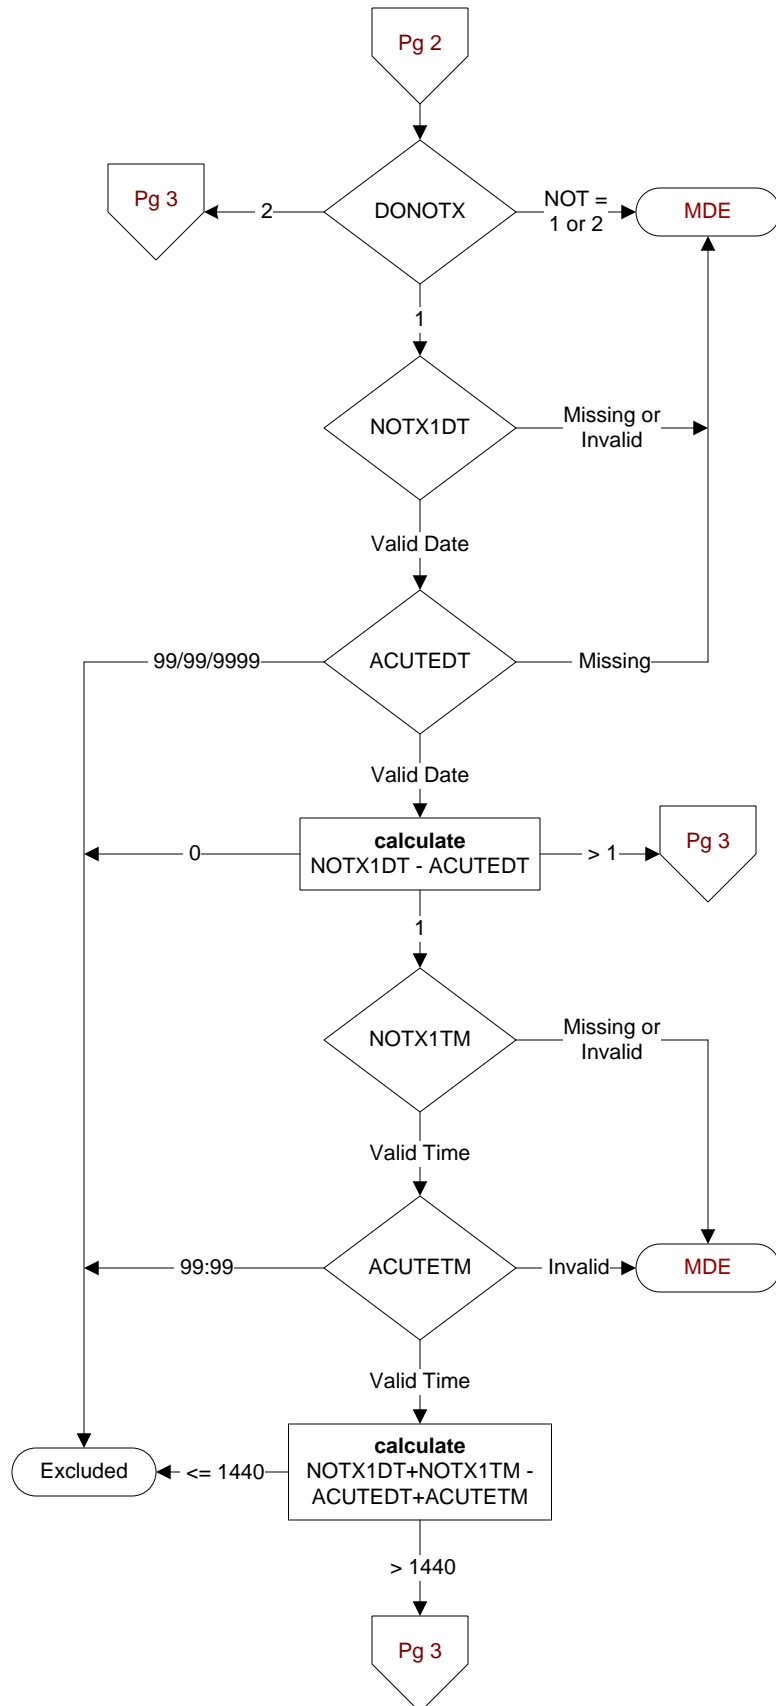 Pg 2
Pg 3
2
DONOTX
NOT =
1 or 2
MDE
1
NOTX1DT
Missing or
Invalid
Valid Date
99/99/9999
ACUTEDT
Missing
Valid Date
0
calculate
NOTX1DT - ACUTEDT
> 1
Pg 3
1
NOTX1TM
Missing or
Invalid
Valid Time
99:99
ACUTETM
Invalid
MDE
Valid Time
Excluded
<= 1440
calculate
NOTX1DT+NOTX1TM -
ACUTEDT+ACUTETM
> 1440
Pg 3